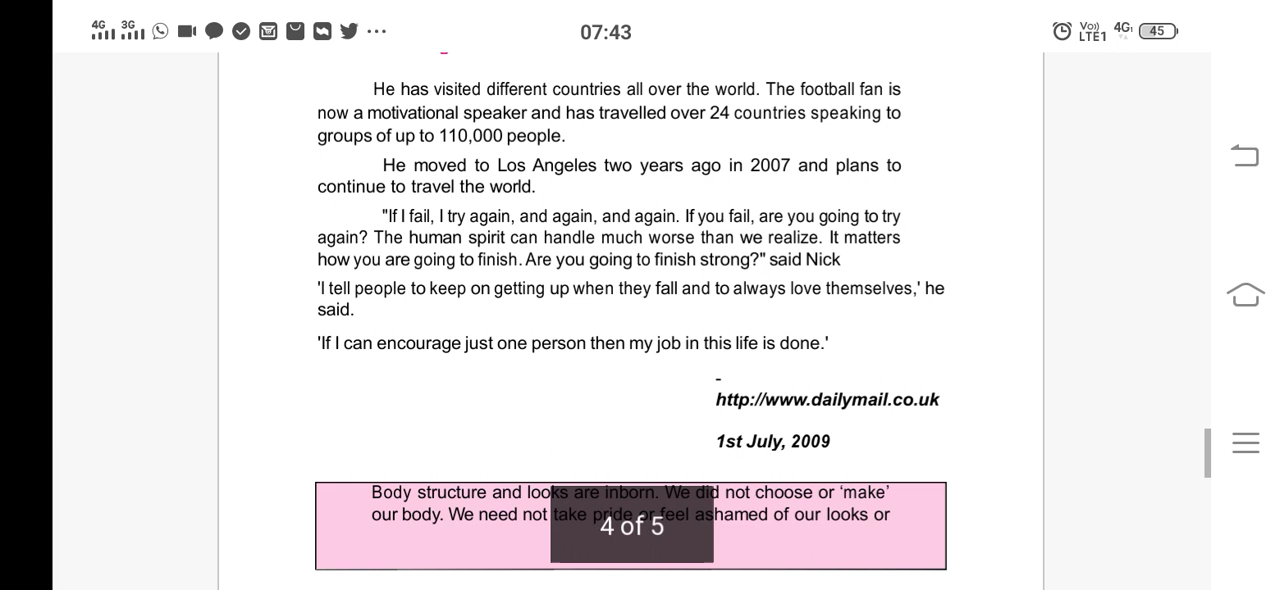 4G 3G 07:43 Vo)) LTE1 4G 45
He has visited different countries all over the world. The football fan is
now a motivational speaker and has travelled over 24 countries speaking to
groups of up to 110,000 people.
He moved to Los Angeles two years ago in 2007 and plans to
continue to travel the world.
"If I fail, I try again, and again, and again. If you fail, are you going to try
again? The human spirit can handle much worse than we realize. It matters
how you are going to finish. Are you going to finish strong?" said Nick
'I tell people to keep on getting up when they fall and to always love themselves,' he
said.
'If I can encourage just one person then my job in this life is done.'
-
http://www.dailymail.co.uk
1st July, 2009
Body structure and looks are inborn. We did not choose or ‘make’
our body. We need not take pride or feel ashamed of our looks or
4 of 5